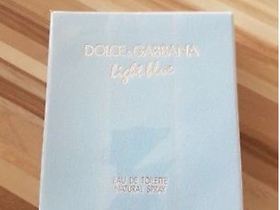 DOLCE & GABBANA
light blue
EAU DE TOILETTE
NATURAL SPRAY